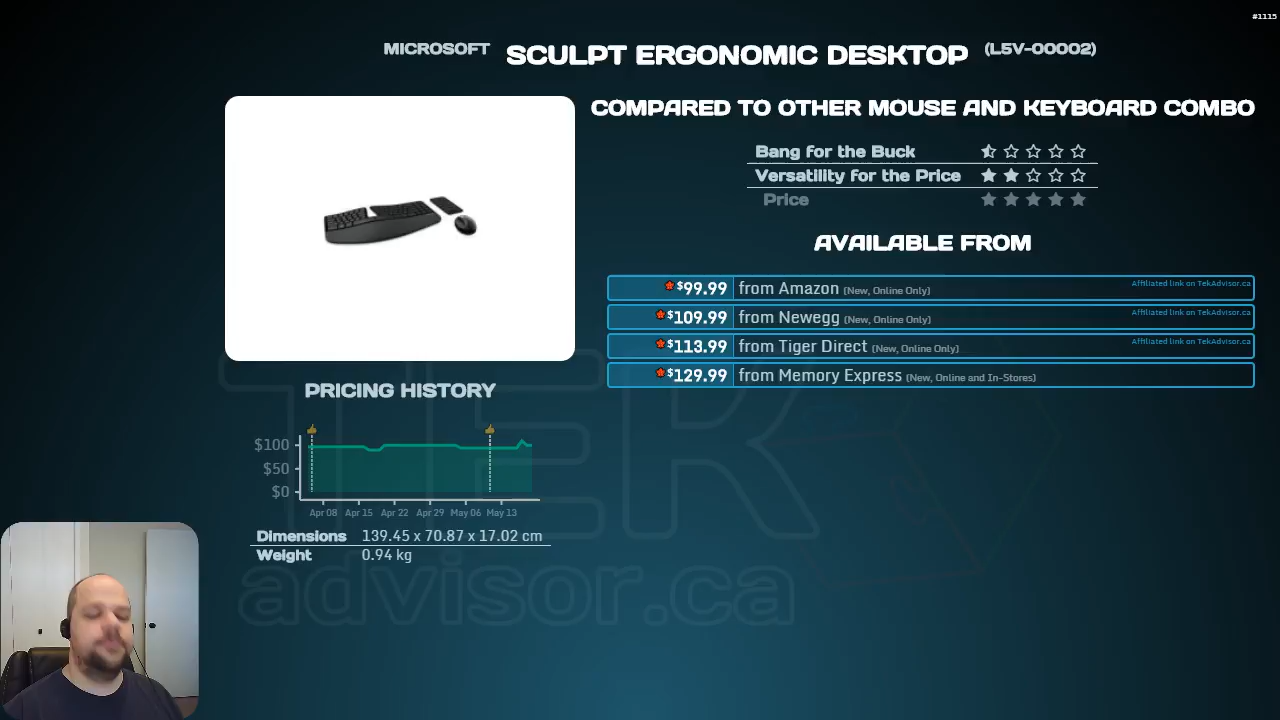 #1115
MICROSOFT SCULPT ERGONOMIC DESKTOP (L5V-00002)
COMPARED TO OTHER MOUSE AND KEYBOARD COMBO
Bang for the Buck
Versatility for the Price
Price
AVAILABLE FROM
$99.99 from Amazon (New, Online Only) Affiliated link on TekAdvisor.ca
$109.99 from Newegg (New, Online Only) Affiliated link on TekAdvisor.ca
$113.99 from Tiger Direct (New, Online Only) Affiliated link on TekAdvisor.ca
$129.99 from Memory Express (New, Online and In-Stores)
PRICING HISTORY
$100
$50
$0
Apr 08 Apr 15 Apr 22 Apr 29 May 06 May 13
Dimensions 139.45 x 70.87 x 17.02 cm
Weight 0.94 kg
TEK
advisor.ca